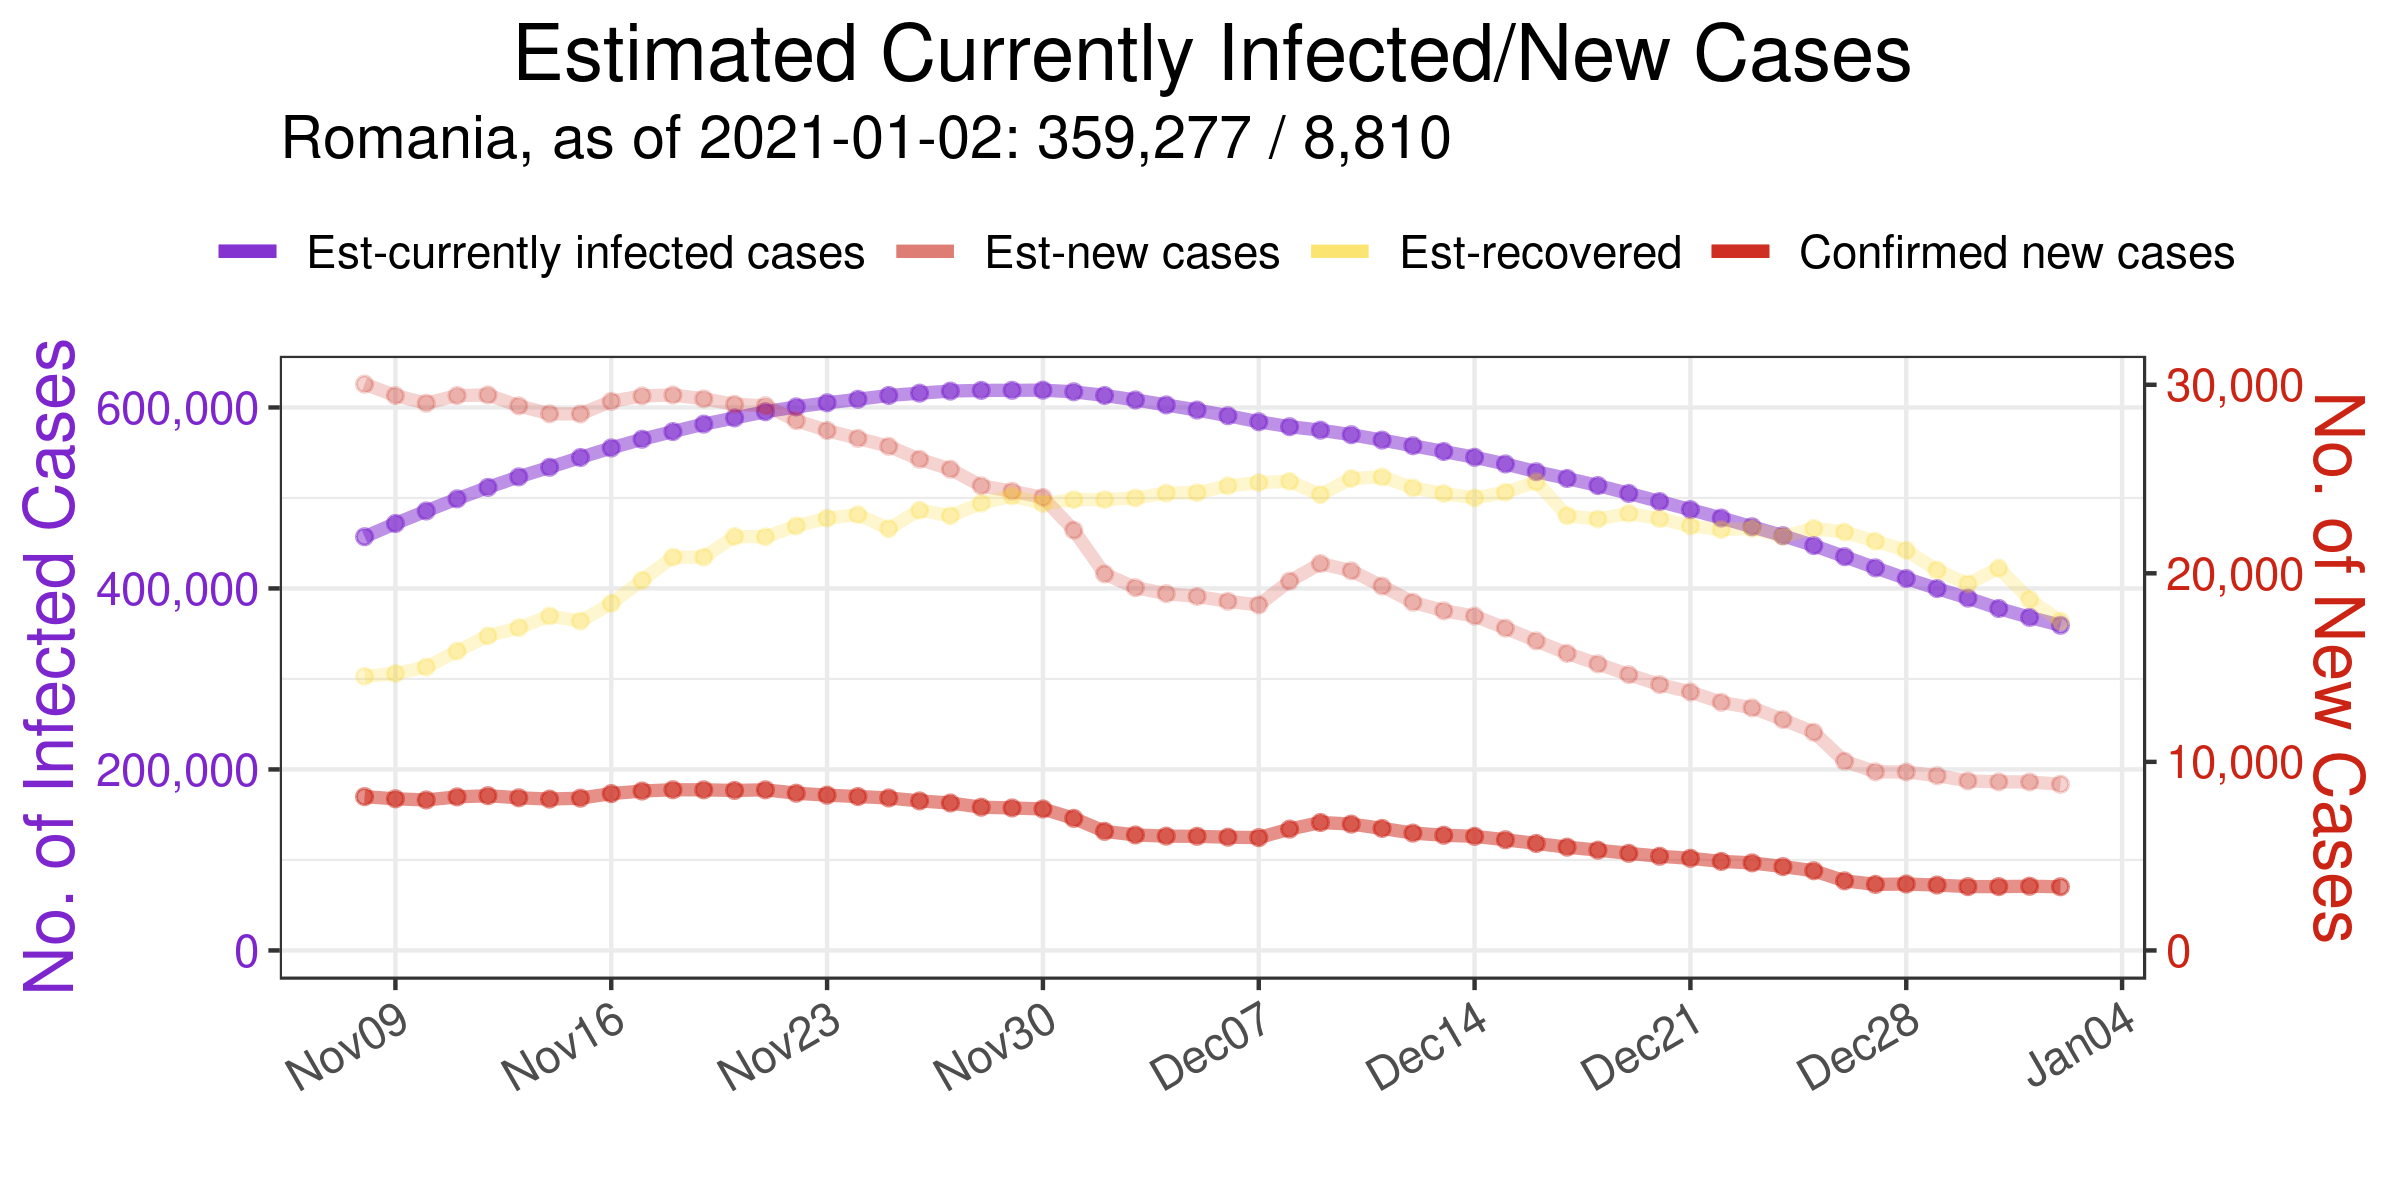 Estimated Currently Infected/New Cases
Romania, as of 2021-01-02: 359,277 / 8,810
Est-currently infected cases Est-new cases Est-recovered Confirmed new cases
No. of Infected Cases
600,000
400,000
200,000
0
30,000
20,000
10,000
0
No. of New Cases
Nov09 Nov16 Nov23 Nov30 Dec07 Dec14 Dec21 Dec28 Jan04